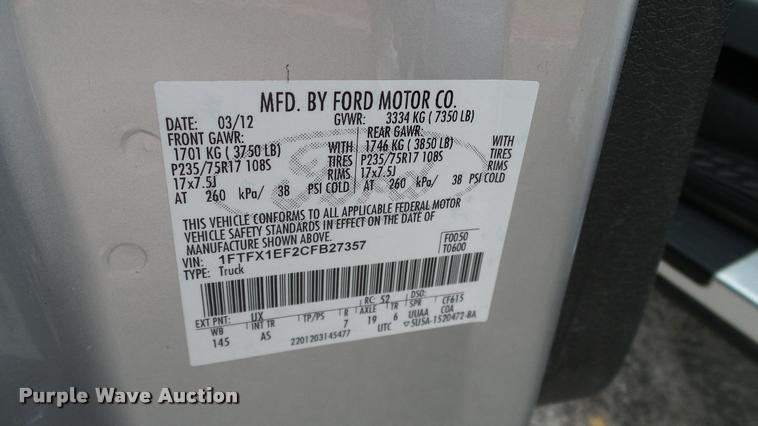 MFD. BY FORD MOTOR CO.
DATE: 03/12 GVWR: 3334 KG ( 7350 LB)
FRONT GAWR: REAR GAWR:
1701 KG ( 3750 LB) WITH 1746 KG ( 3850 LB) WITH
P235/75R17 108S TIRES P235/75R17 108S TIRES
17x7.5J RIMS 17x7.5J RIMS
AT 260 kPa/ 38 PSI COLD AT 260 kPa/ 38 PSI COLD
Ford
THIS VEHICLE CONFORMS TO ALL APPLICABLE FEDERAL MOTOR
VEHICLE SAFETY STANDARDS IN EFFECT ON THE DATE OF
MANUFACTURE SHOWN ABOVE.
VIN: 1FTFX1EF2CFB27357 F0050
TYPE: Truck T0600
EXT PNT: UX RC: 52 DSO:
WB INT TR TP/PS R AXLE TR SPR CF615
145 AS 7 19 6 UUAA COA
2201203145477 UTC 5U5A-1520472-BA
Purple Wave Auction